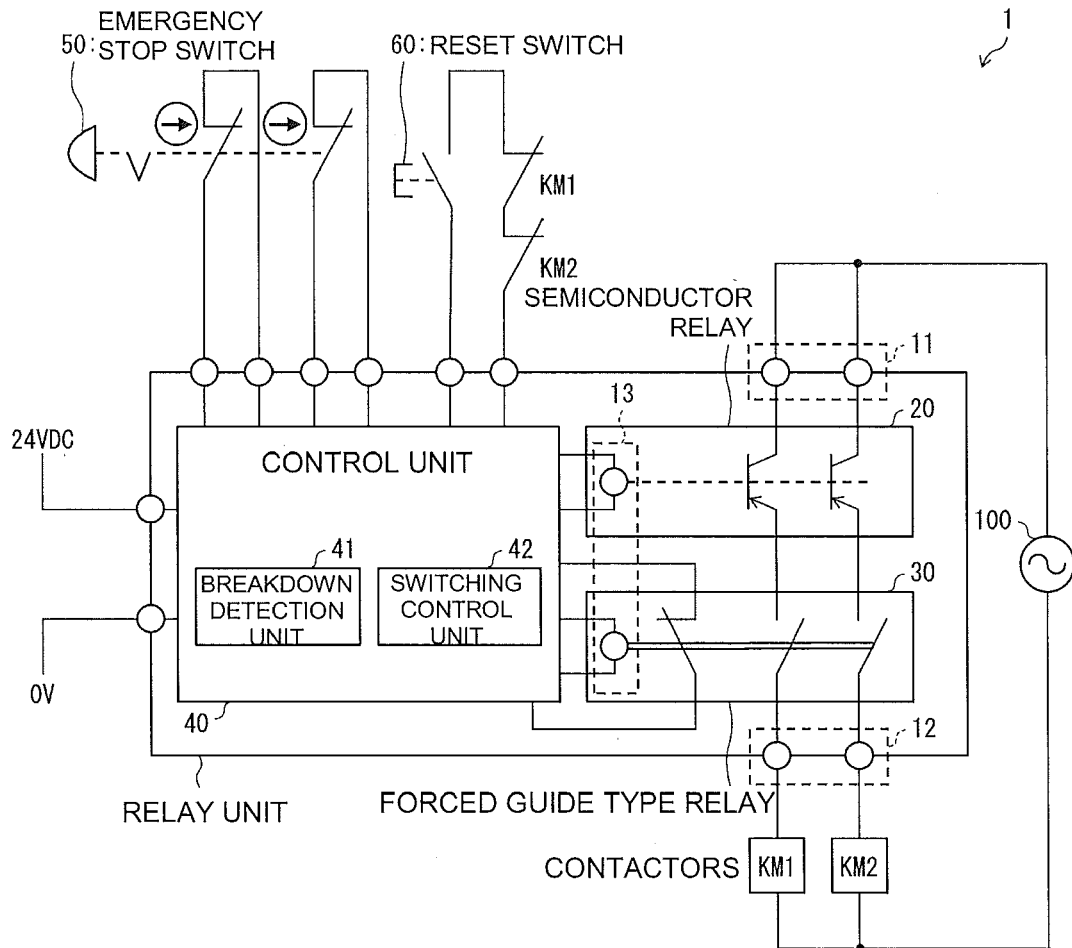 1
EMERGENCY
50: STOP SWITCH
60: RESET SWITCH
KM1
KM2
SEMICONDUCTOR
RELAY
11
13
20
24VDC
CONTROL UNIT
100
41
42
30
BREAKDOWN
DETECTION
UNIT
SWITCHING
CONTROL
UNIT
0V
40
12
RELAY UNIT
FORCED GUIDE TYPE RELAY
CONTACTORS
KM1
KM2